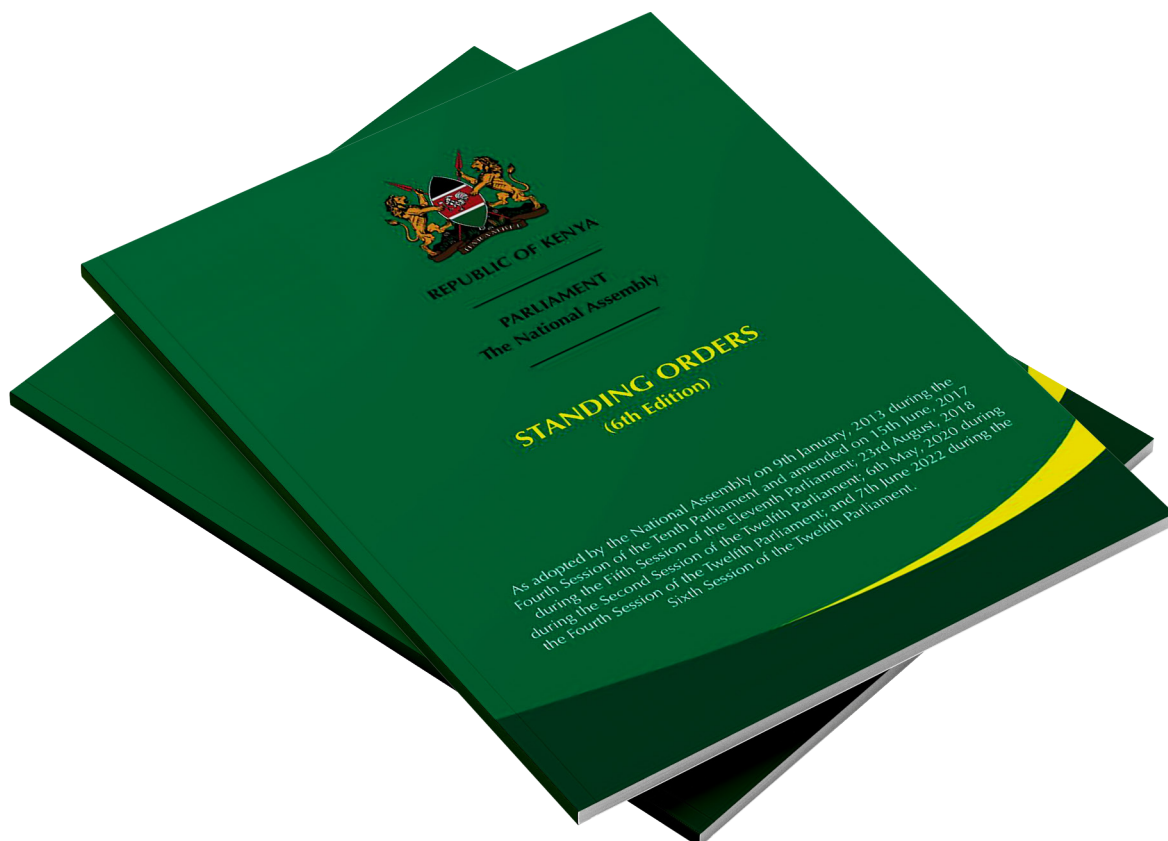 HARAMBEE
REPUBLIC OF KENYA
PARLIAMENT
The National Assembly
STANDING ORDERS
(6th Edition)
As adopted by the National Assembly on 9th January, 2013 during the
Fourth Session of the Tenth Parliament and amended on 15th June, 2017
during the Fifth Session of the Eleventh Parliament; 23rd August, 2018
during the Second Session of the Twelfth Parliament; 6th May, 2020 during
the Fourth Session of the Twelfth Parliament; and 7th June 2022 during the
Sixth Session of the Twelfth Parliament.